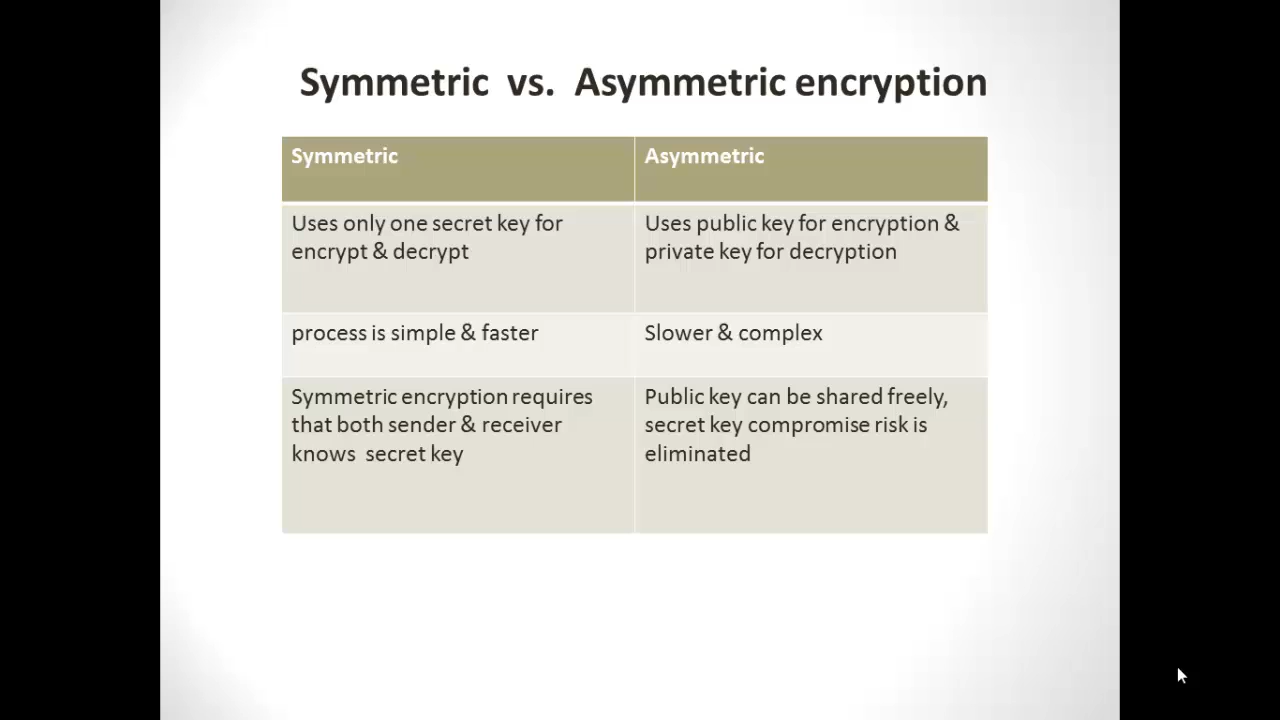 Symmetric vs. Asymmetric encryption
Symmetric
Asymmetric
Uses only one secret key for
encrypt & decrypt
Uses public key for encryption &
private key for decryption
process is simple & faster
Slower & complex
Symmetric encryption requires
that both sender & receiver
knows secret key
Public key can be shared freely,
secret key compromise risk is
eliminated